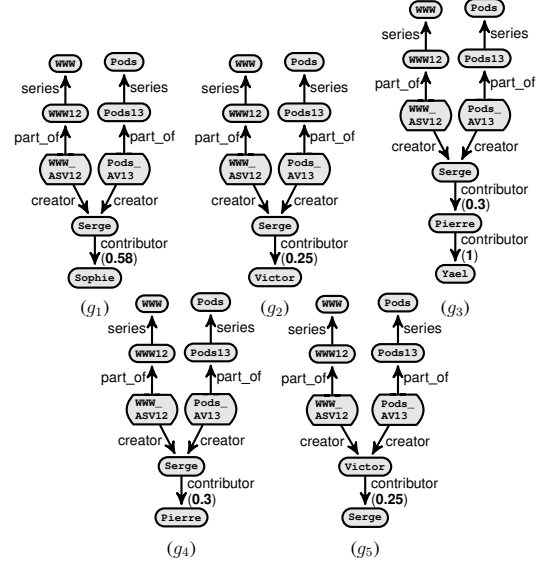 WWW Pods
series series
WWW12 Pods13
part_of part_of
WWW_ Pods_
ASV12 AV13
creator creator
Serge
contributor
(0.58)
Sophie
(g1)
WWW Pods
series series
WWW12 Pods13
part_of part_of
WWW_ Pods_
ASV12 AV13
creator creator
Serge
contributor
(0.25)
Victor
(g2)
WWW Pods
series series
WWW12 Pods13
part_of part_of
WWW_ Pods_
ASV12 AV13
creator creator
Serge
contributor
(0.3)
Pierre
contributor
(1)
Yael
(g3)
WWW Pods
series series
WWW12 Pods13
part_of part_of
WWW_ Pods_
ASV12 AV13
creator creator
Serge
contributor
(0.3)
Pierre
(g4)
WWW Pods
series series
WWW12 Pods13
part_of part_of
WWW_ Pods_
ASV12 AV13
creator creator
Victor
contributor
(0.25)
Serge
(g5)